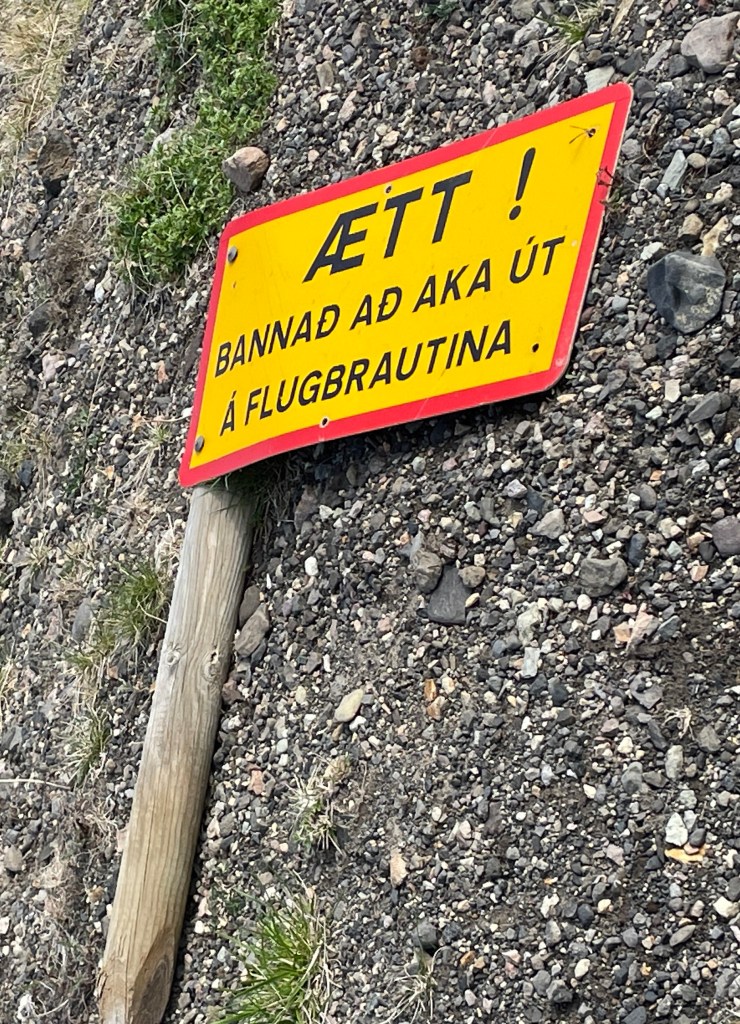 ÆTT !
BANNAÐ AÐ AKA ÚT
Á FLUGBRAUTINA